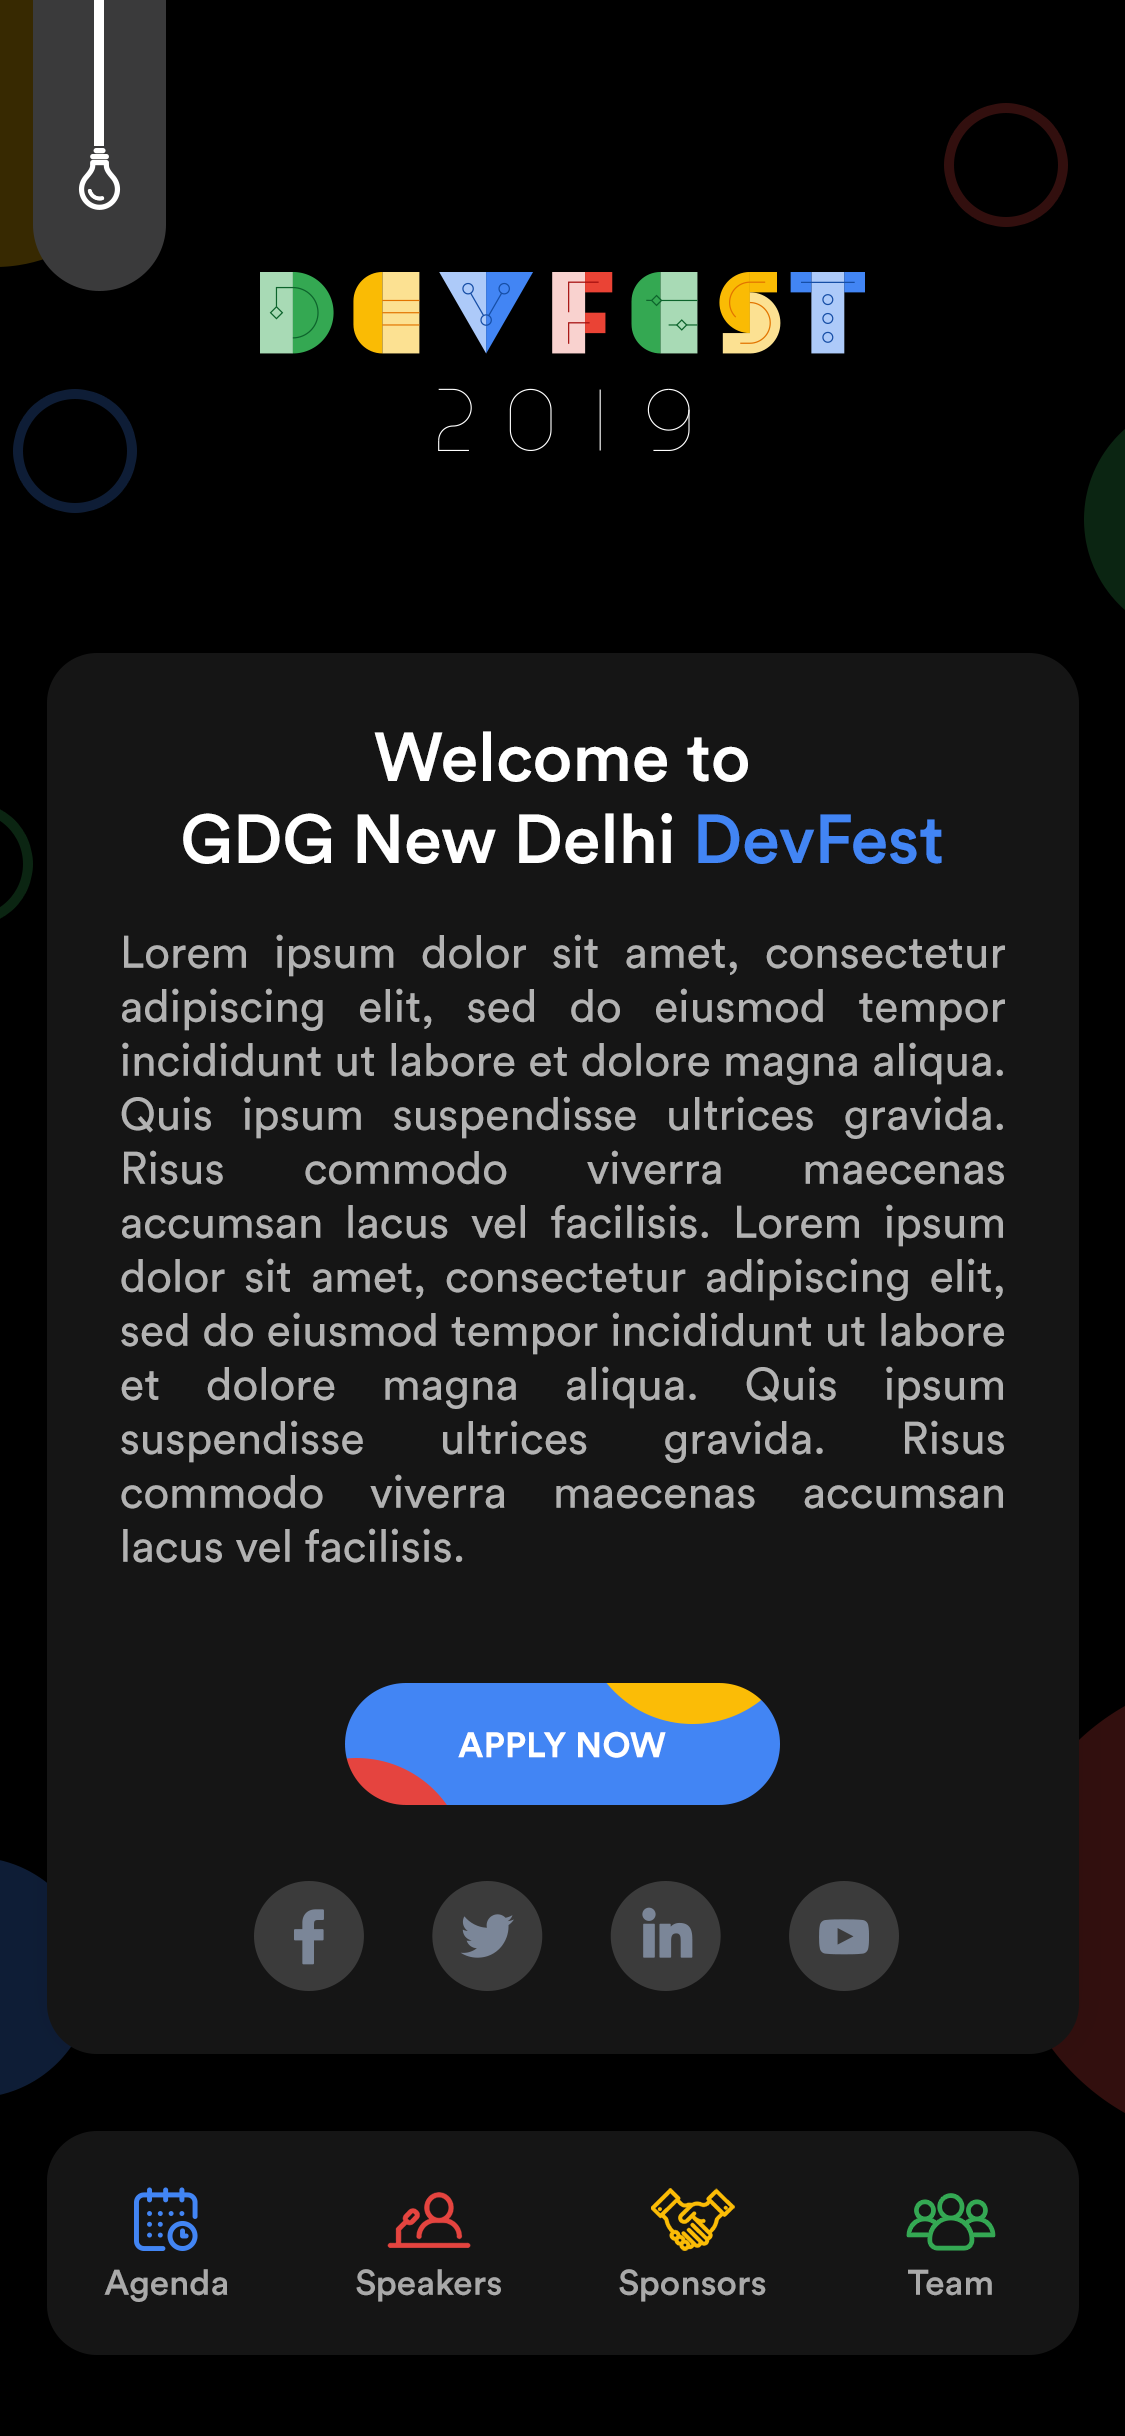 DEVFEST
2019
Welcome to
GDG New Delhi DevFest
Lorem ipsum dolor sit amet, consectetur
adipiscing elit, sed do eiusmod tempor
incididunt ut labore et dolore magna aliqua.
Quis ipsum suspendisse ultrices gravida.
Risus commodo viverra maecenas
accumsan lacus vel facilisis. Lorem ipsum
dolor sit amet, consectetur adipiscing elit,
sed do eiusmod tempor incididunt ut labore
et dolore magna aliqua. Quis ipsum
suspendisse ultrices gravida. Risus
commodo viverra maecenas accumsan
lacus vel facilisis.
APPLY NOW
Agenda Speakers Sponsors Team